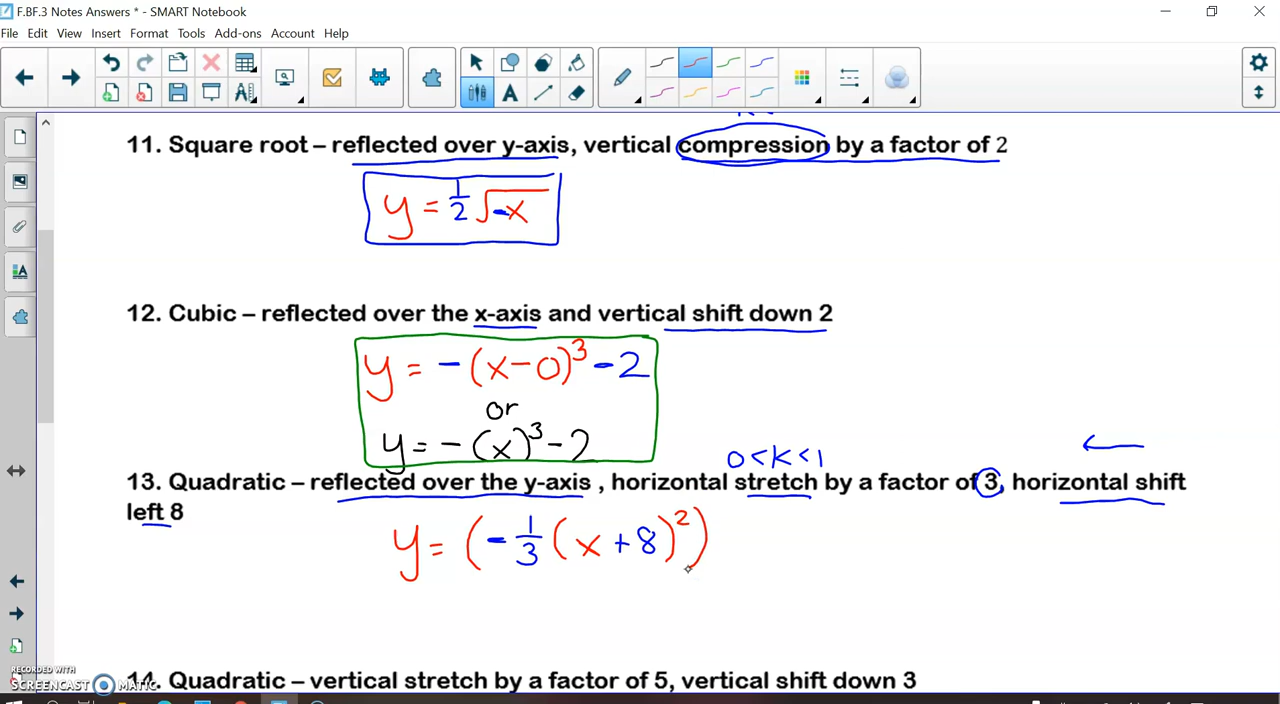 F.BF.3 Notes Answers * - SMART Notebook
File Edit View Insert Format Tools Add-ons Account Help
11. Square root – reflected over y-axis, vertical compression by a factor of 2
y = 1/2 √-x
12. Cubic – reflected over the x-axis and vertical shift down 2
y = -(x-0)³-2
or
y = -(x)³-2
0<k<1
13. Quadratic – reflected over the y-axis , horizontal stretch by a factor of 3, horizontal shift
left 8
y = (-1/3(x+8)²)
RECORDED WITH
SCREENCAST MATIC
14. Quadratic – vertical stretch by a factor of 5, vertical shift down 3